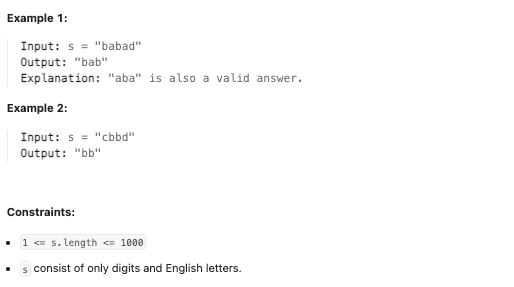 Example 1:
Input: s = "babad"
Output: "bab"
Explanation: "aba" is also a valid answer.
Example 2:
Input: s = "cbbd"
Output: "bb"
Constraints:
• 1 <= s.length <= 1000
• s consist of only digits and English letters.